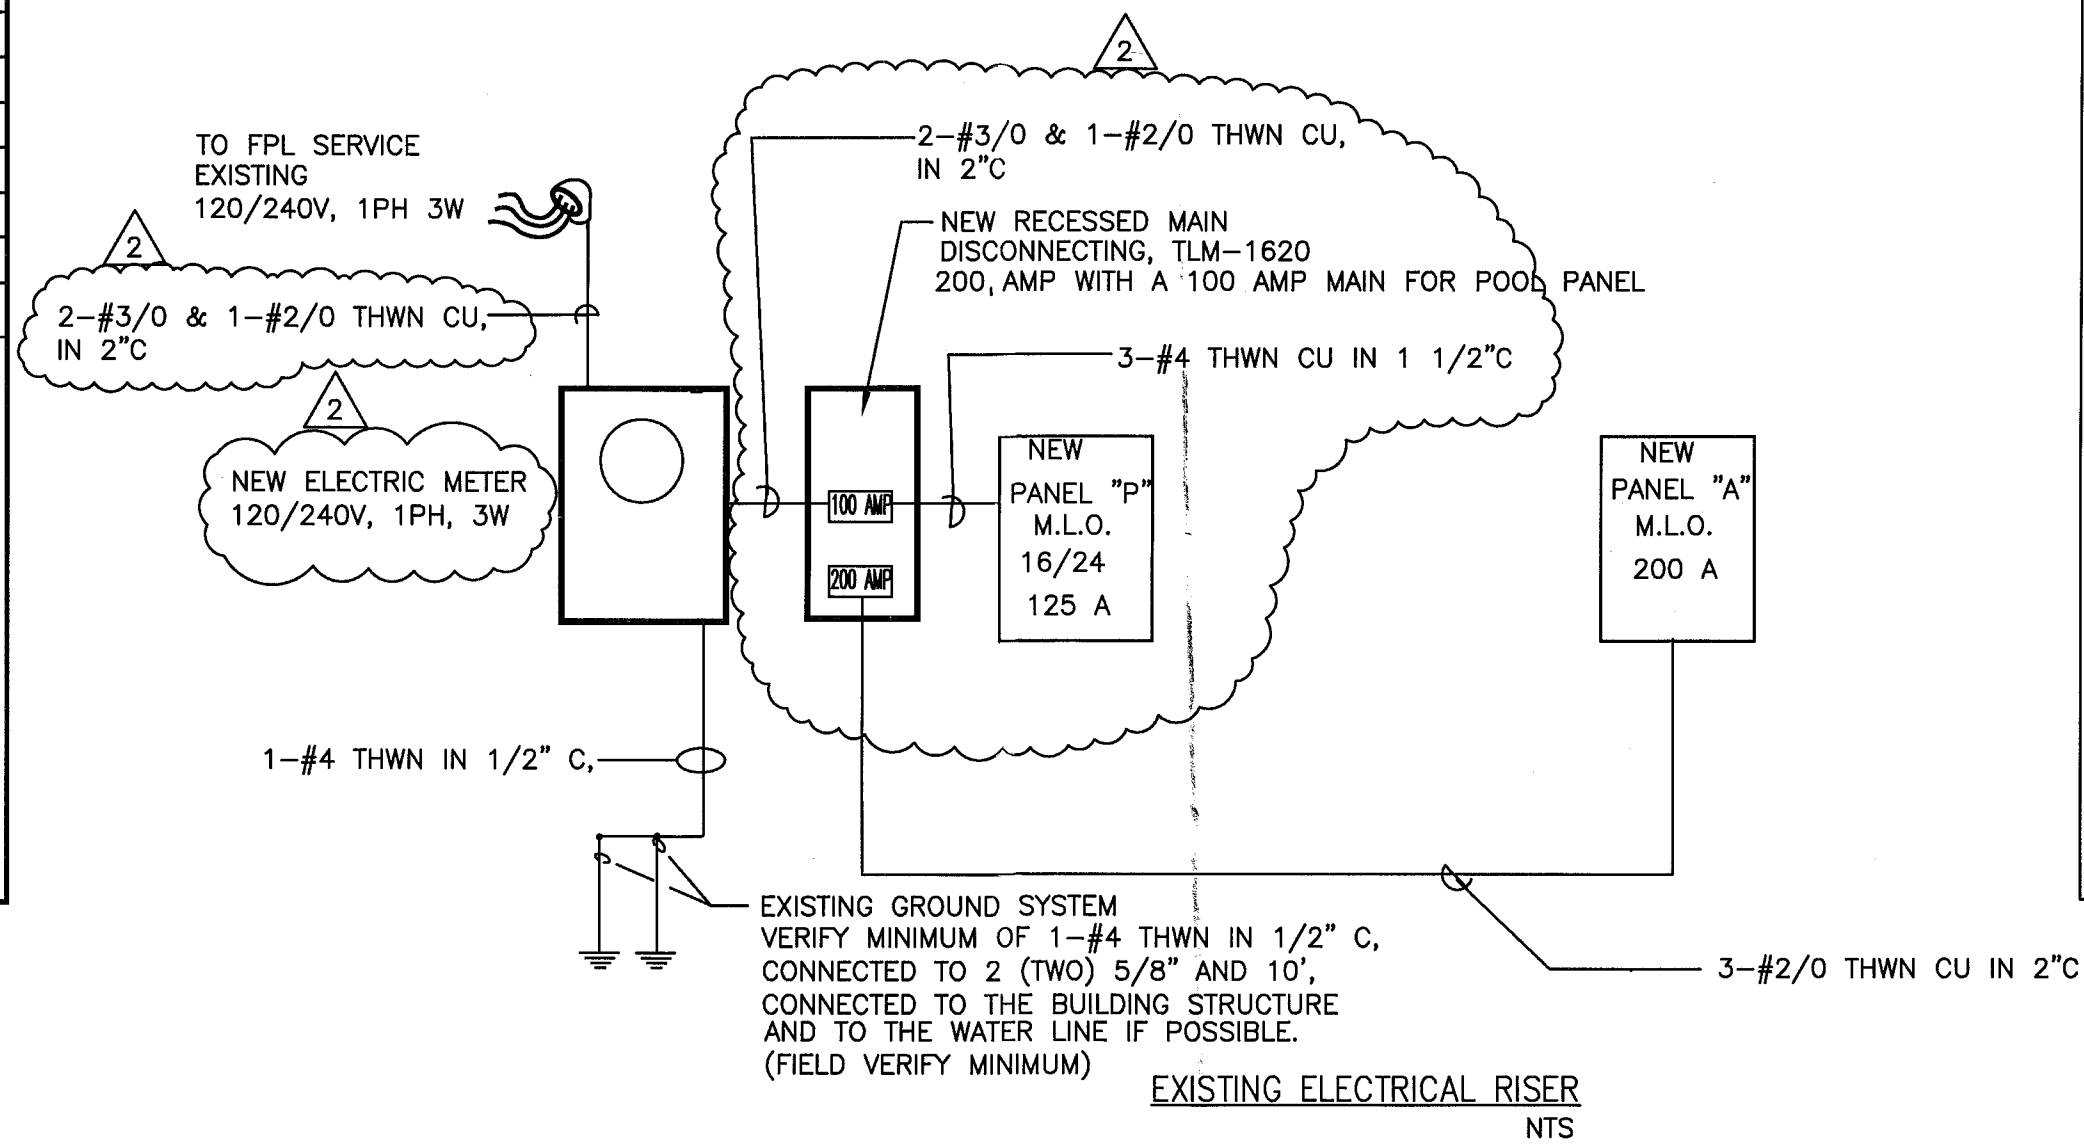 2
TO FPL SERVICE
EXISTING
120/240V, 1PH 3W
2
2-#3/0 & 1-#2/0 THWN CU,
IN 2"C
2
NEW ELECTRIC METER
120/240V, 1PH, 3W
2-#3/0 & 1-#2/0 THWN CU,
IN 2"C
NEW RECESSED MAIN
DISCONNECTING, TLM-1620
200, AMP WITH A 100 AMP MAIN FOR POOL PANEL
3-#4 THWN CU IN 1 1/2"C
100 AMP
200 AMP
NEW
PANEL "P"
M.L.O.
16/24
125 A
NEW
PANEL "A"
M.L.O.
200 A
1-#4 THWN IN 1/2" C,
EXISTING GROUND SYSTEM
VERIFY MINIMUM OF 1-#4 THWN IN 1/2" C,
CONNECTED TO 2 (TWO) 5/8" AND 10',
CONNECTED TO THE BUILDING STRUCTURE
AND TO THE WATER LINE IF POSSIBLE.
(FIELD VERIFY MINIMUM)
3-#2/0 THWN CU IN 2"C
EXISTING ELECTRICAL RISER
NTS